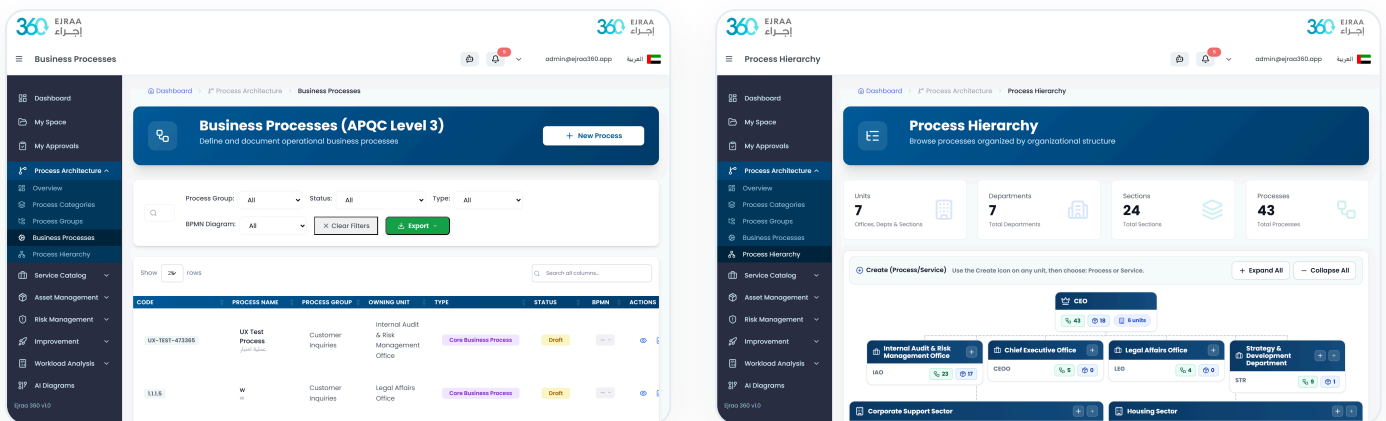 360 EJRAA
إجـــراء
360 EJRAA
إجـــراء
Business Processes
5
admin@ejraa360.app
العربية
Dashboard
My Space
My Approvals
Process Architecture
Overview
Process Categories
Process Groups
Business Processes
Process Hierarchy
Service Catalog
Asset Management
Risk Management
Improvement
Workload Analysis
AI Diagrams
Ejraa 360 v1.0
Dashboard > Process Architecture > Business Processes
Business Processes (APQC Level 3)
Define and document operational business processes
+ New Process
Process Group: All Status: All Type: All
BPMN Diagram: All × Clear Filters Export
Show rows
Search all columns...
CODE PROCESS NAME PROCESS GROUP OWNING UNIT TYPE STATUS BPMN ACTIONS
UX-TEST-473365
UX Test
Process
عملية اختبار
Customer
Inquiries
Internal Audit
& Risk
Management
Office
Core Business Process
Draft
1.1.1.5
w
Customer
Inquiries
Legal Affairs
Office
Core Business Process
Draft
360 EJRAA
إجـــراء
360 EJRAA
إجـــراء
Process Hierarchy
5
admin@ejraa360.app
العربية
Dashboard
My Space
My Approvals
Process Architecture
Overview
Process Categories
Process Groups
Business Processes
Process Hierarchy
Service Catalog
Asset Management
Risk Management
Improvement
Workload Analysis
AI Diagrams
Ejraa 360 v1.0
Dashboard > Process Architecture > Process Hierarchy
Process Hierarchy
Browse processes organized by organizational structure
Units
7
Offices, Depts & Sections
Departments
7
Total Departments
Sections
24
Total Sections
Processes
43
Total Processes
Create (Process/Service) Use the Create icon on any unit, then choose: Process or Service.
+ Expand All
− Collapse All
CEO
43 18 6 units
Internal Audit & Risk
Management Office
IAO 23 17
Chief Executive Office
CEOO 5 0
Legal Affairs Office
LEG 4 0
Strategy &
Development
Department
STR 9 1
Corporate Support Sector
Housing Sector